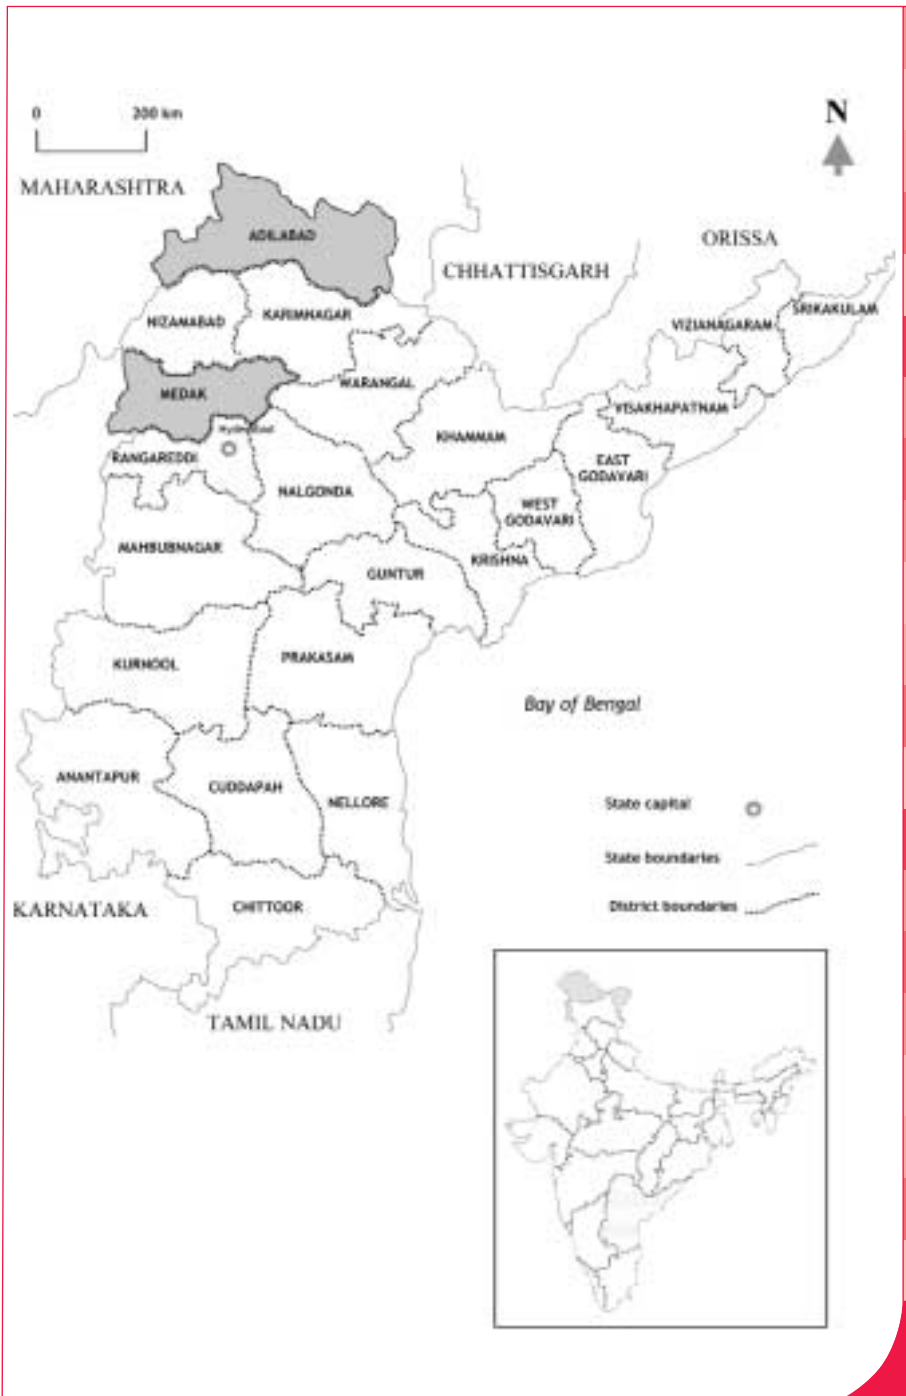 0 200 km
N
MAHARASHTRA
ADILABAD
ORISSA
CHHATTISGARH
SRIKAKULAM
NIZAMABAD
KARIMNAGAR
VIZIANAGARAM
WARANGAL
MEDAK
VISAKHAPATNAM
Hyderabad
KHAMMAM
RANGAREDDI
EAST
GODAVARI
NALGONDA
WEST
GODAVARI
MAHBUBNAGAR
KRISHNA
GUNTUR
KURNOOL
PRAKASAM
Bay of Bengal
ANANTAPUR
CUDDAPAH
NELLORE
State capital
State boundaries
District boundaries
KARNATAKA
CHITTOOR
TAMIL NADU